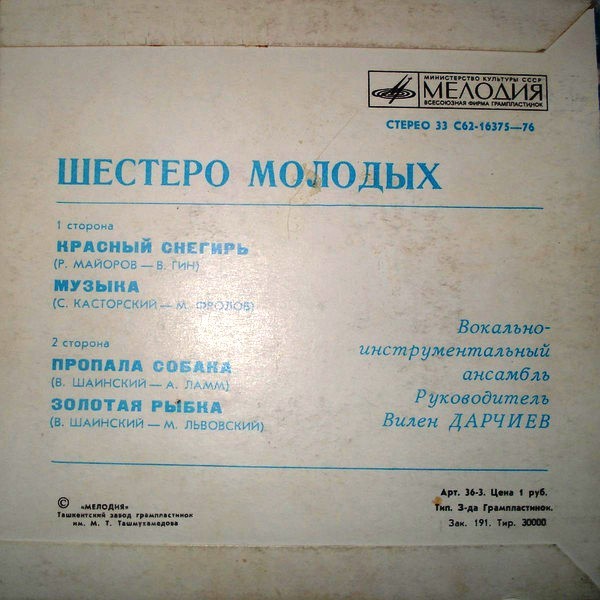 МИНИСТЕРСТВО КУЛЬТУРЫ СССР
МЕЛОДИЯ
ВСЕСОЮЗНАЯ ФИРМА ГРАМПЛАСТИНОК
СТЕРЕО 33 С62-16375—76
ШЕСТЕРО МОЛОДЫХ
1 сторона
КРАСНЫЙ СНЕГИРЬ
(Р. МАЙОРОВ — В. ГИН)
МУЗЫКА
(С. КАСТОРСКИЙ — М. ФРОЛОВ)
2 сторона
ПРОПАЛА СОБАКА
(В. ШАИНСКИЙ — А. ЛАММ)
ЗОЛОТАЯ РЫБКА
(В. ШАИНСКИЙ — М. ЛЬВОВСКИЙ)
Вокально-
инструментальный
ансамбль
Руководитель
Вилен ДАРЧИЕВ
© «МЕЛОДИЯ»
Ташкентский завод грампластинок
им. М. Т. Ташмухамедова
Арт. 36-3. Цена 1 руб.
Тип. З-да Грампластинок.
Зак. 191. Тир. 30000